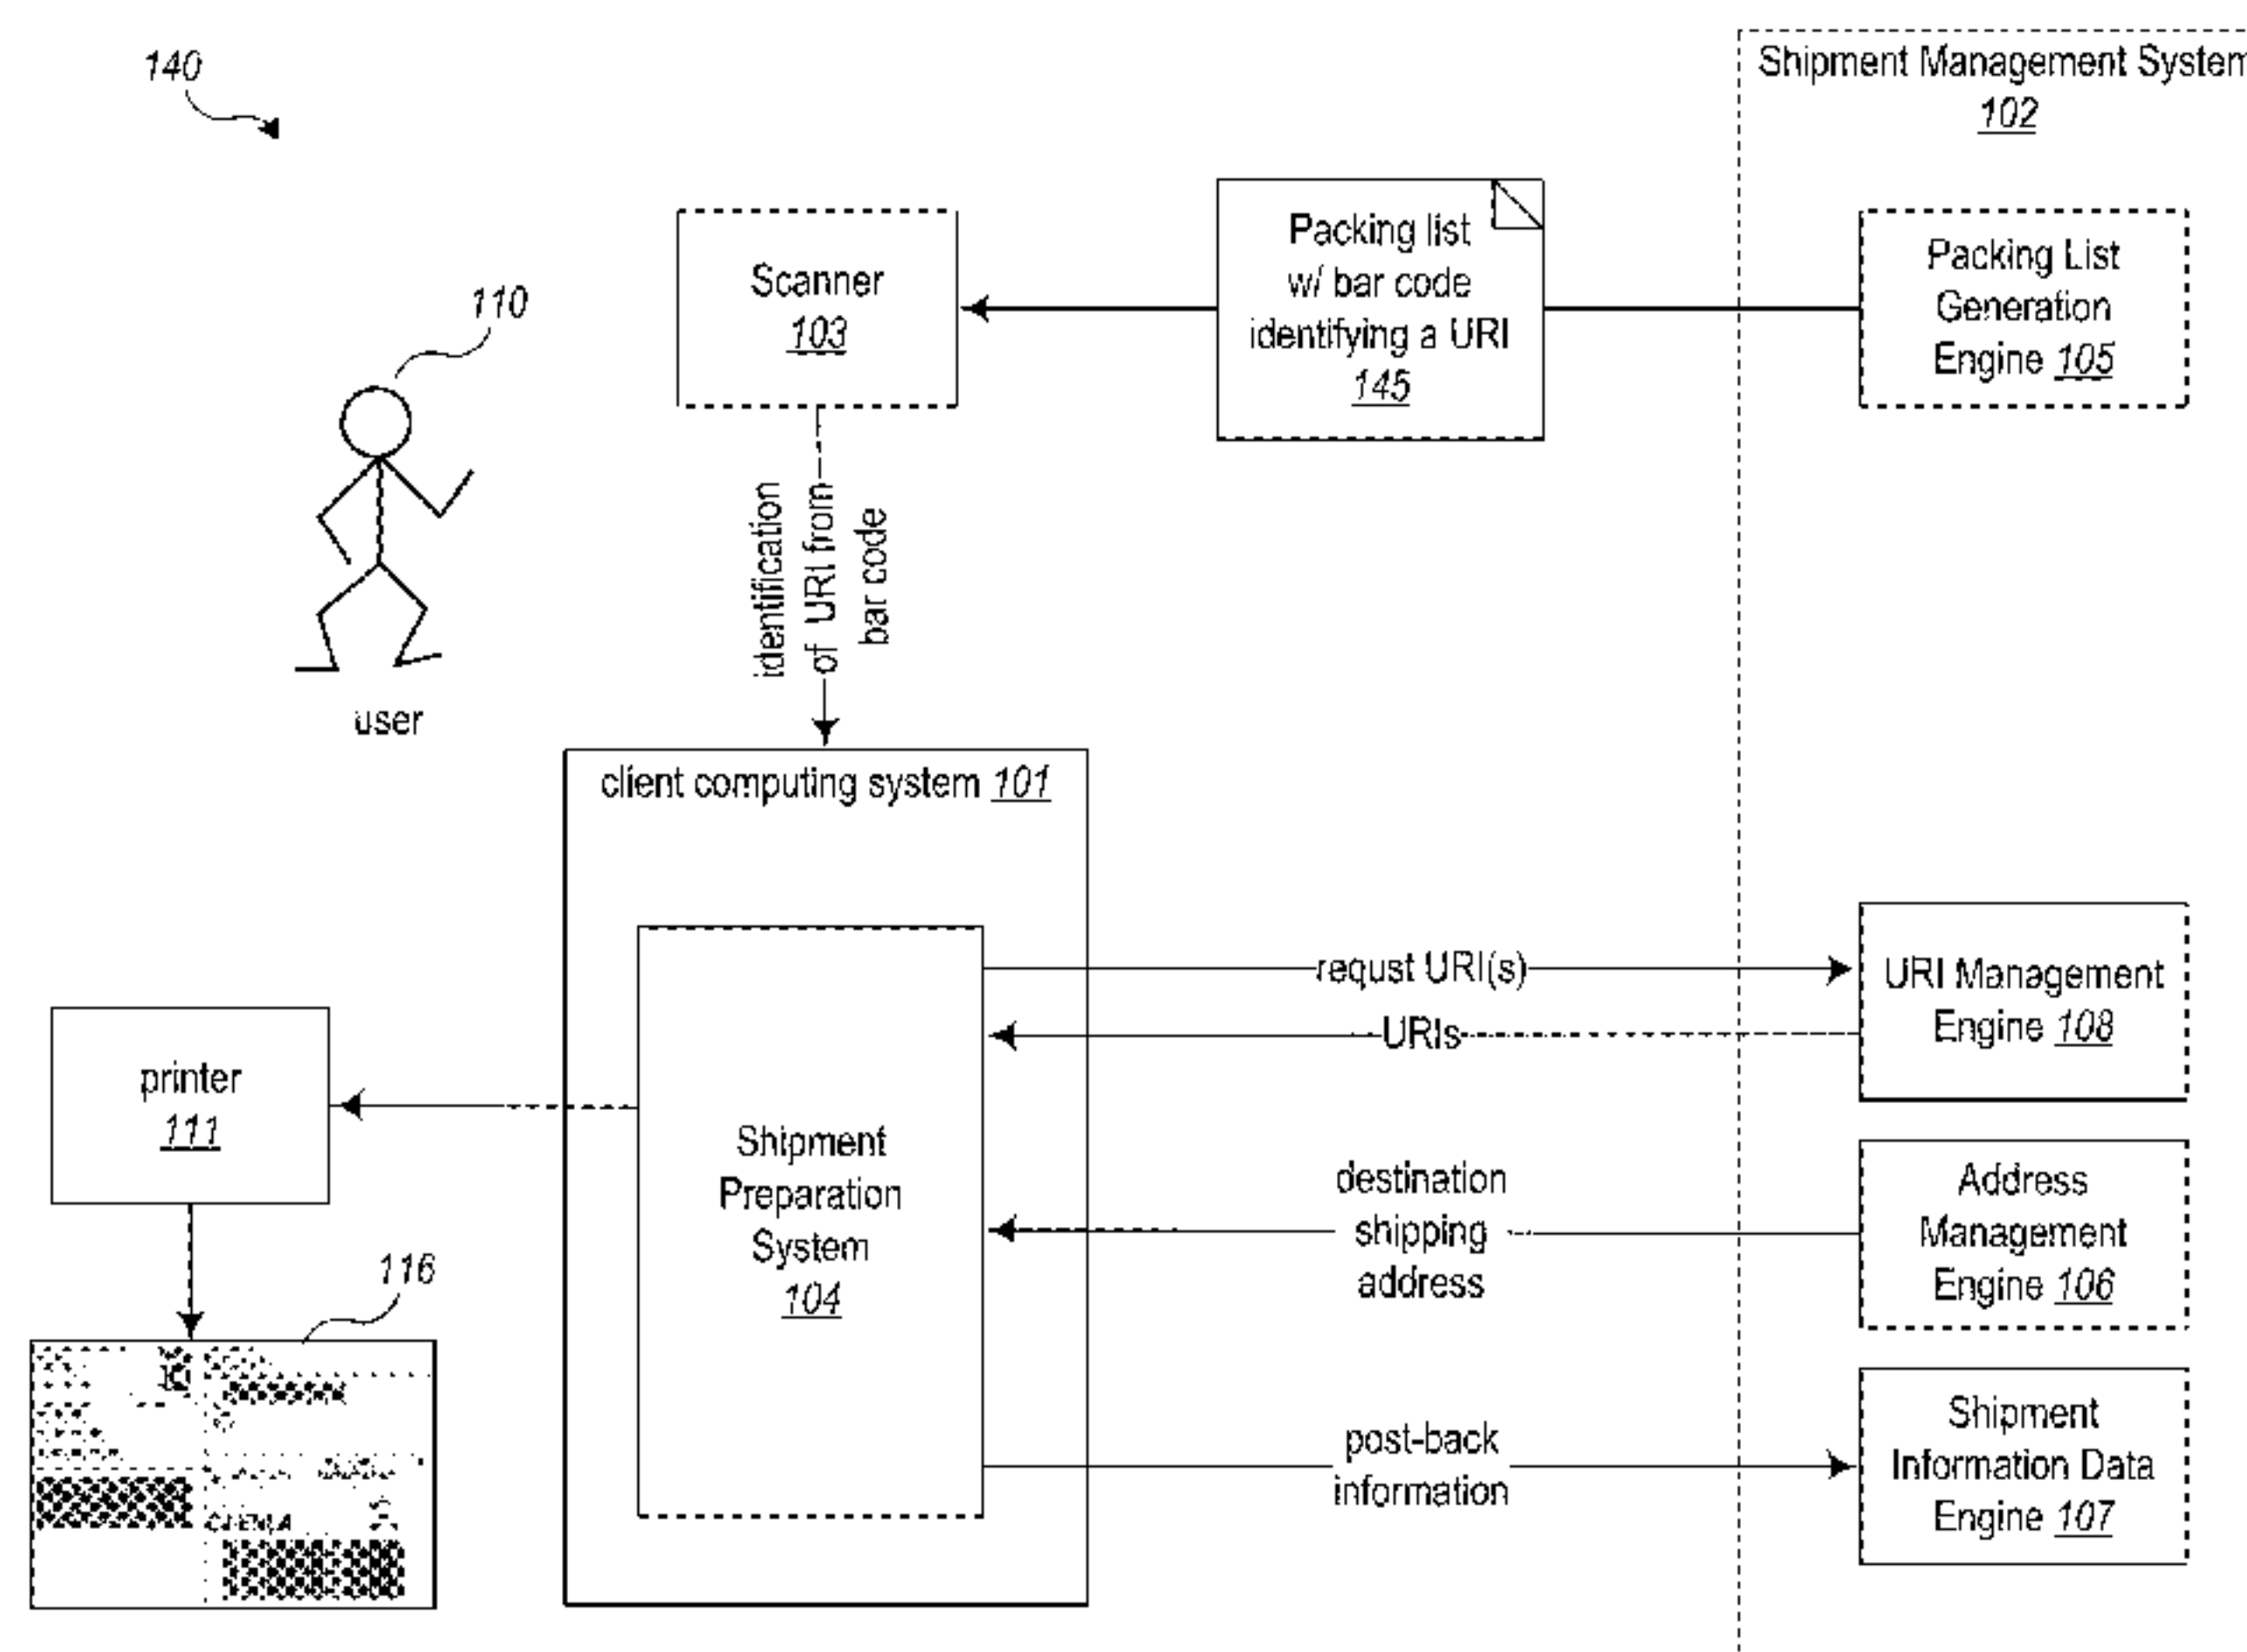 140
Shipment Management System
102
110
Scanner
103
Packing list
w/ bar code
identifying a URI
145
Packing List
Generation
Engine 105
identification
of URI from
bar code
user
client computing system 101
requst URI(s)
URIs
URI Management
Engine 108
printer
111
Shipment
Preparation
System
104
destination
shipping
address
Address
Management
Engine 106
116
post-back
information
Shipment
Information Data
Engine 107